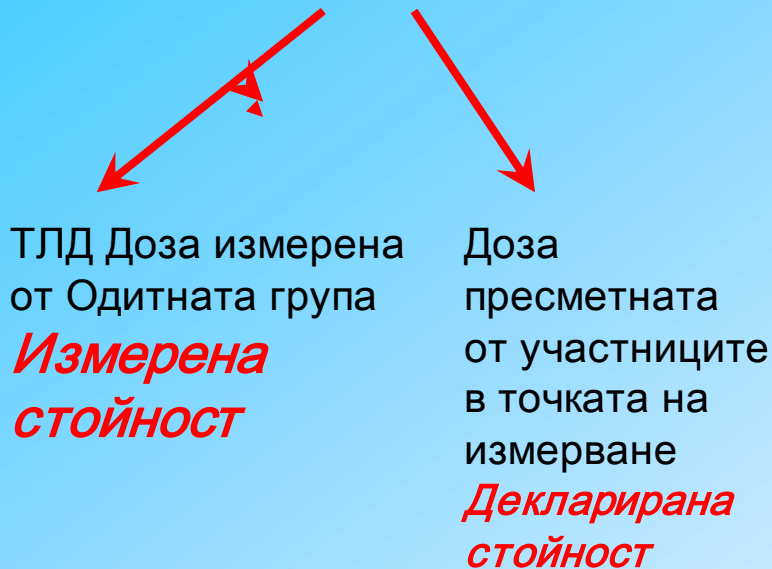 ТЛД Доза измерена
от Одитната група
Измерена
стойност
Доза
пресметната
от участниците
в точката на
измерване
Декларирана
стойност